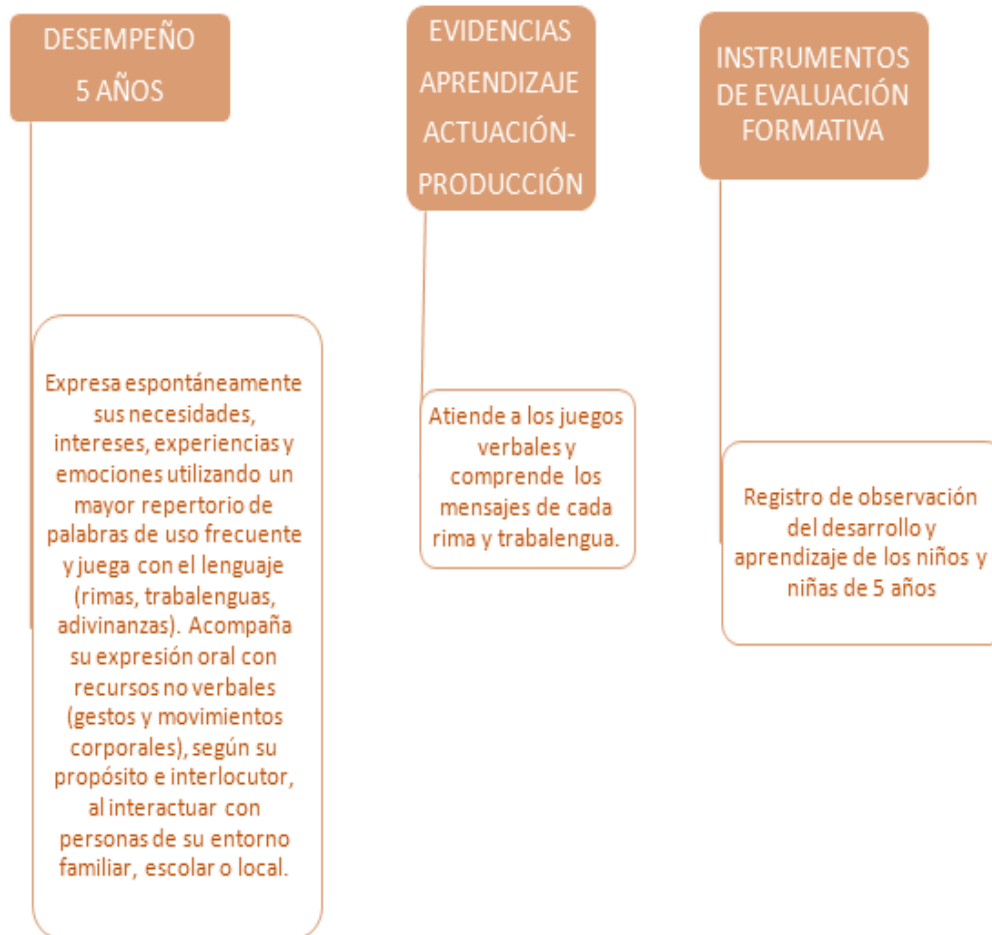 DESEMPEÑO
5 AÑOS
Expresa espontáneamente
sus necesidades,
intereses, experiencias y
emociones utilizando un
mayor repertorio de
palabras de uso frecuente
y juega con el lenguaje
(rimas, trabalenguas,
adivinanzas). Acompaña
su expresión oral con
recursos no verbales
(gestos y movimientos
corporales), según su
propósito e interlocutor,
al interactuar con
personas de su entorno
familiar, escolar o local.
EVIDENCIAS
APRENDIZAJE
ACTUACIÓN-
PRODUCCIÓN
Atiende a los juegos
verbales y
comprende los
mensajes de cada
rima y trabalengua.
INSTRUMENTOS
DE EVALUACIÓN
FORMATIVA
Registro de observación
del desarrollo y
aprendizaje de los niños y
niñas de 5 años